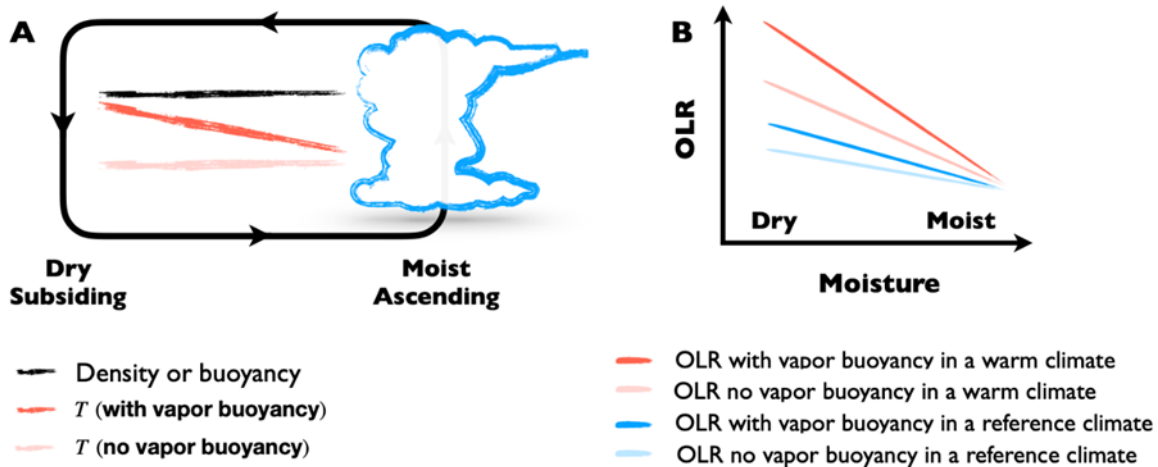 A
Dry
Subsiding
Moist
Ascending
Density or buoyancy
T (with vapor buoyancy)
T (no vapor buoyancy)
B
OLR
Dry
Moist
Moisture
OLR with vapor buoyancy in a warm climate
OLR no vapor buoyancy in a warm climate
OLR with vapor buoyancy in a reference climate
OLR no vapor buoyancy in a reference climate